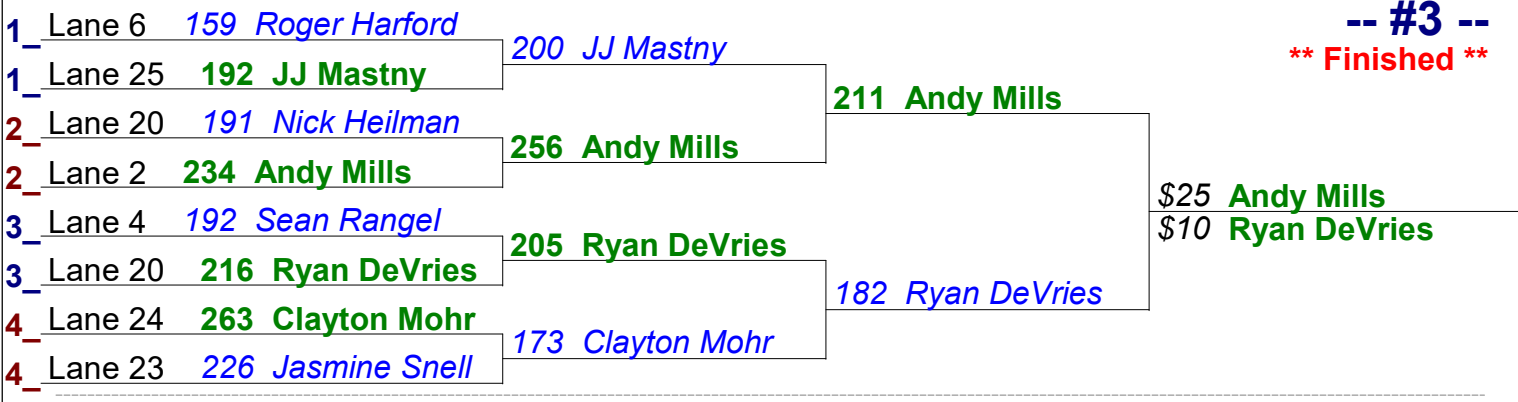 -- #3 --
** Finished **
1_ Lane 6 159 Roger Harford
1_ Lane 25 192 JJ Mastny
2_ Lane 20 191 Nick Heilman
2_ Lane 2 234 Andy Mills
3_ Lane 4 192 Sean Rangel
3_ Lane 20 216 Ryan DeVries
4_ Lane 24 263 Clayton Mohr
4_ Lane 23 226 Jasmine Snell
200 JJ Mastny
256 Andy Mills
205 Ryan DeVries
173 Clayton Mohr
211 Andy Mills
182 Ryan DeVries
$25 Andy Mills
$10 Ryan DeVries